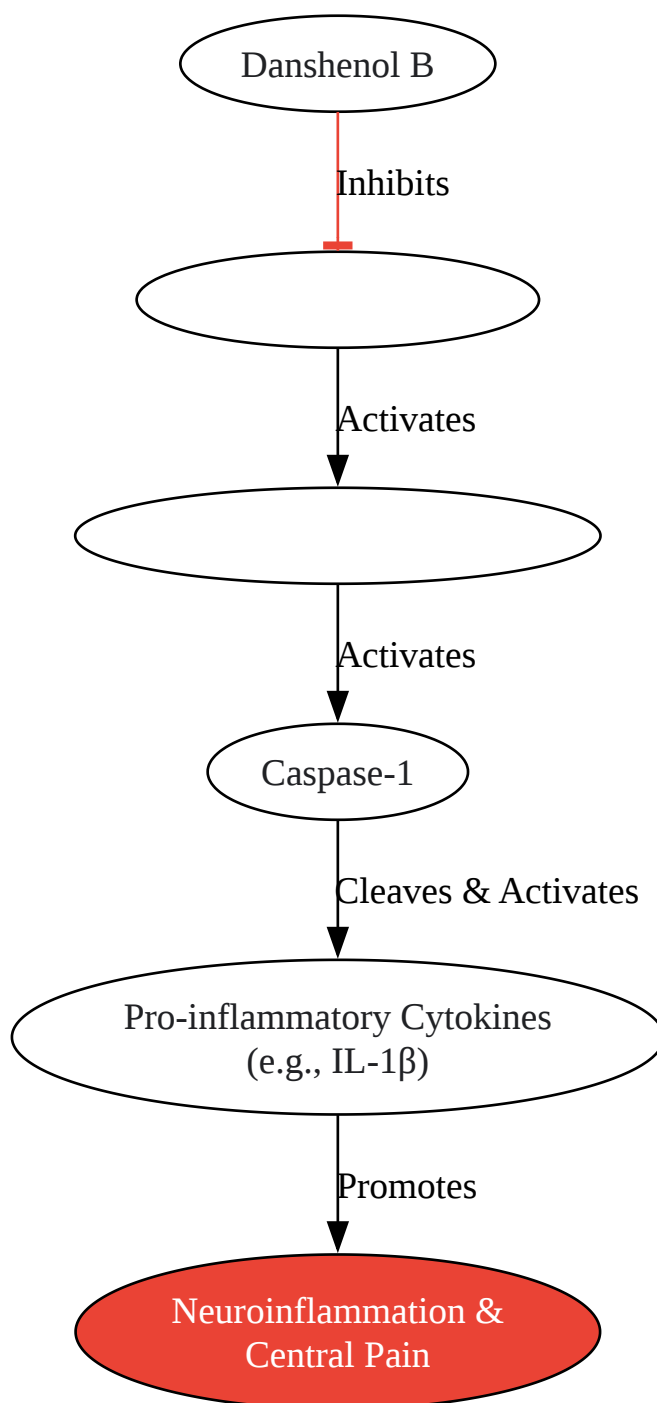 Danshenol B
Inhibits
Activates
Activates
Caspase-1
Cleaves & Activates
Pro-inflammatory Cytokines
(e.g., IL-1β)
Promotes
Neuroinflammation &
Central Pain